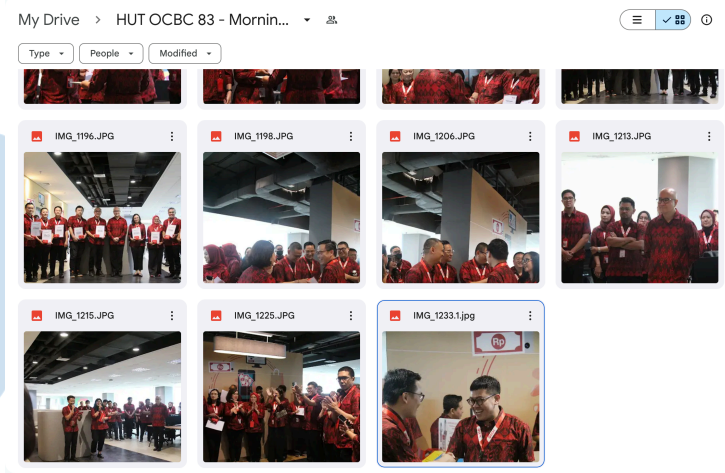 My Drive > HUT OCBC 83 - Mornin...
Type People Modified
IMG_1196.JPG
IMG_1198.JPG
IMG_1206.JPG
IMG_1213.JPG
IMG_1215.JPG
IMG_1225.JPG
IMG_1233.1.jpg
Rp